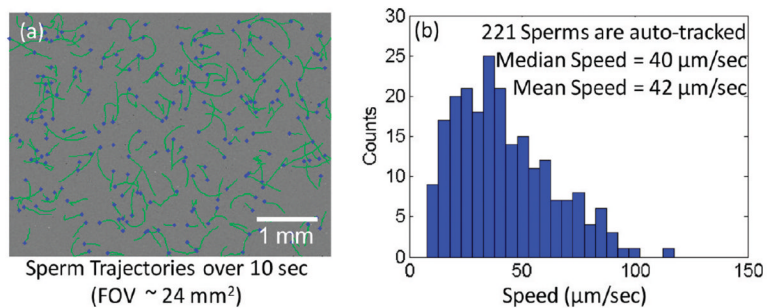 (a)
1 mm
Sperm Trajectories over 10 sec
(FOV ~ 24 mm²)
(b)
221 Sperms are auto-tracked
Median Speed = 40 µm/sec
Mean Speed = 42 µm/sec
Counts
30
25
20
15
10
5
0
0
50
100
150
Speed (µm/sec)